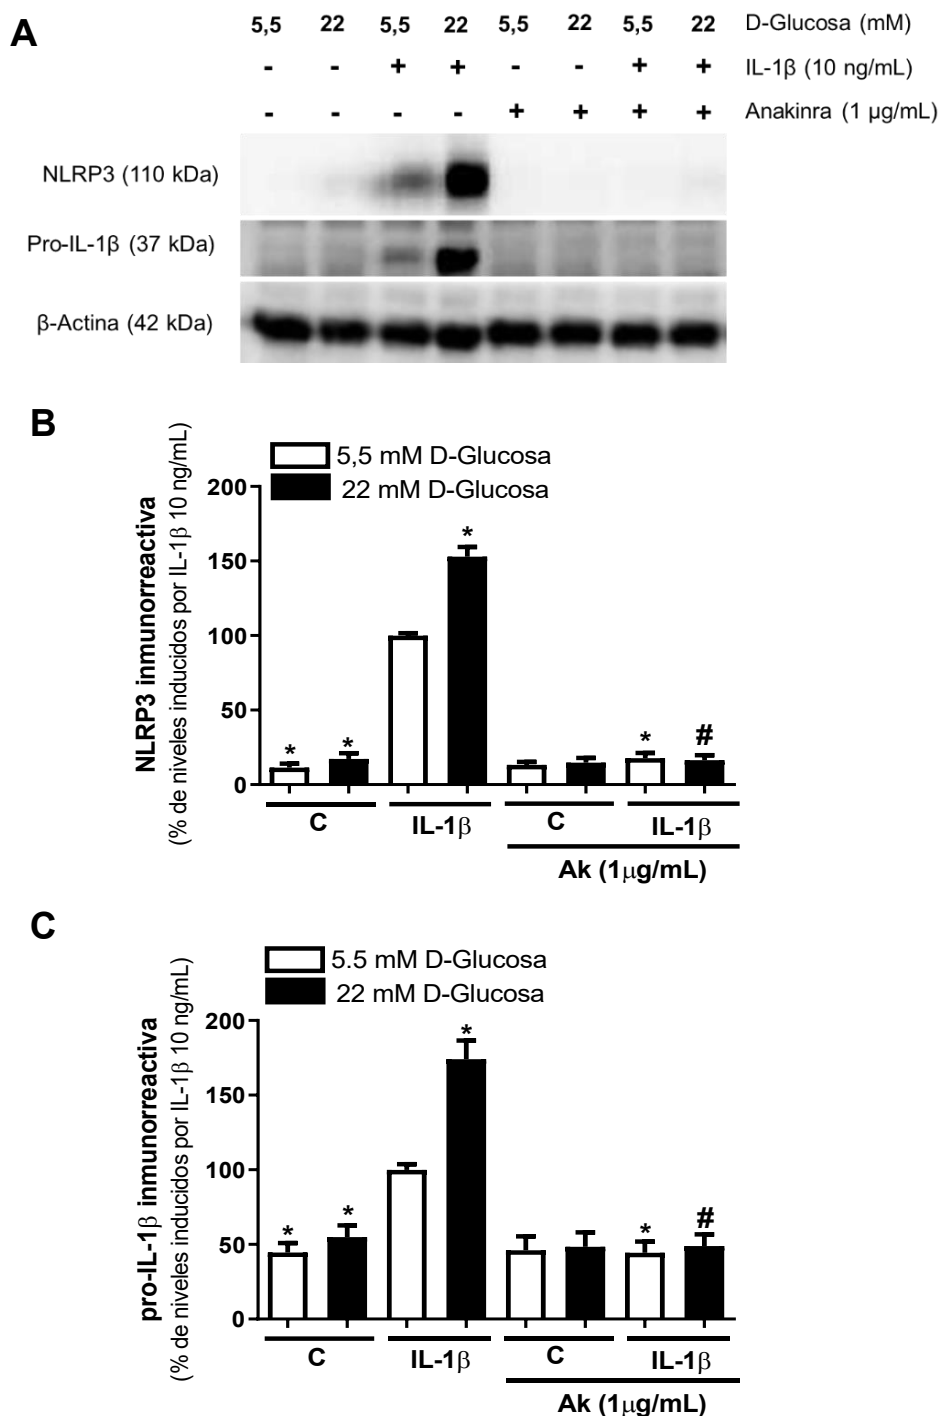 A
5,5 22 5,5 22 5,5 22 5,5 22 D-Glucosa (mM)
- - + + - - + + IL-1β (10 ng/mL)
- - - - + + + + Anakinra (1 µg/mL)
NLRP3 (110 kDa)
Pro-IL-1β (37 kDa)
β-Actina (42 kDa)
B
5,5 mM D-Glucosa
22 mM D-Glucosa
NLRP3 inmunorreactiva
(% de niveles inducidos por IL-1β 10 ng/mL)
200
150
100
50
0
* * * * #
C IL-1β C IL-1β
Ak (1µg/mL)
C
5.5 mM D-Glucosa
22 mM D-Glucosa
pro-IL-1β inmunorreactiva
(% de niveles inducidos por IL-1β 10 ng/mL)
200
150
100
50
0
* * * * #
C IL-1β C IL-1β
Ak (1µg/mL)